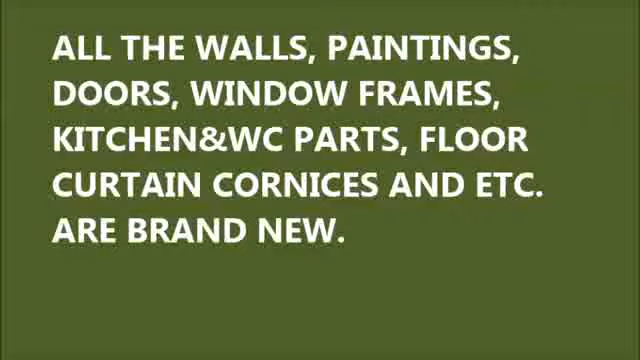 ALL THE WALLS, PAINTINGS,
DOORS, WINDOW FRAMES,
KITCHEN&WC PARTS, FLOOR
CURTAIN CORNICES AND ETC.
ARE BRAND NEW.